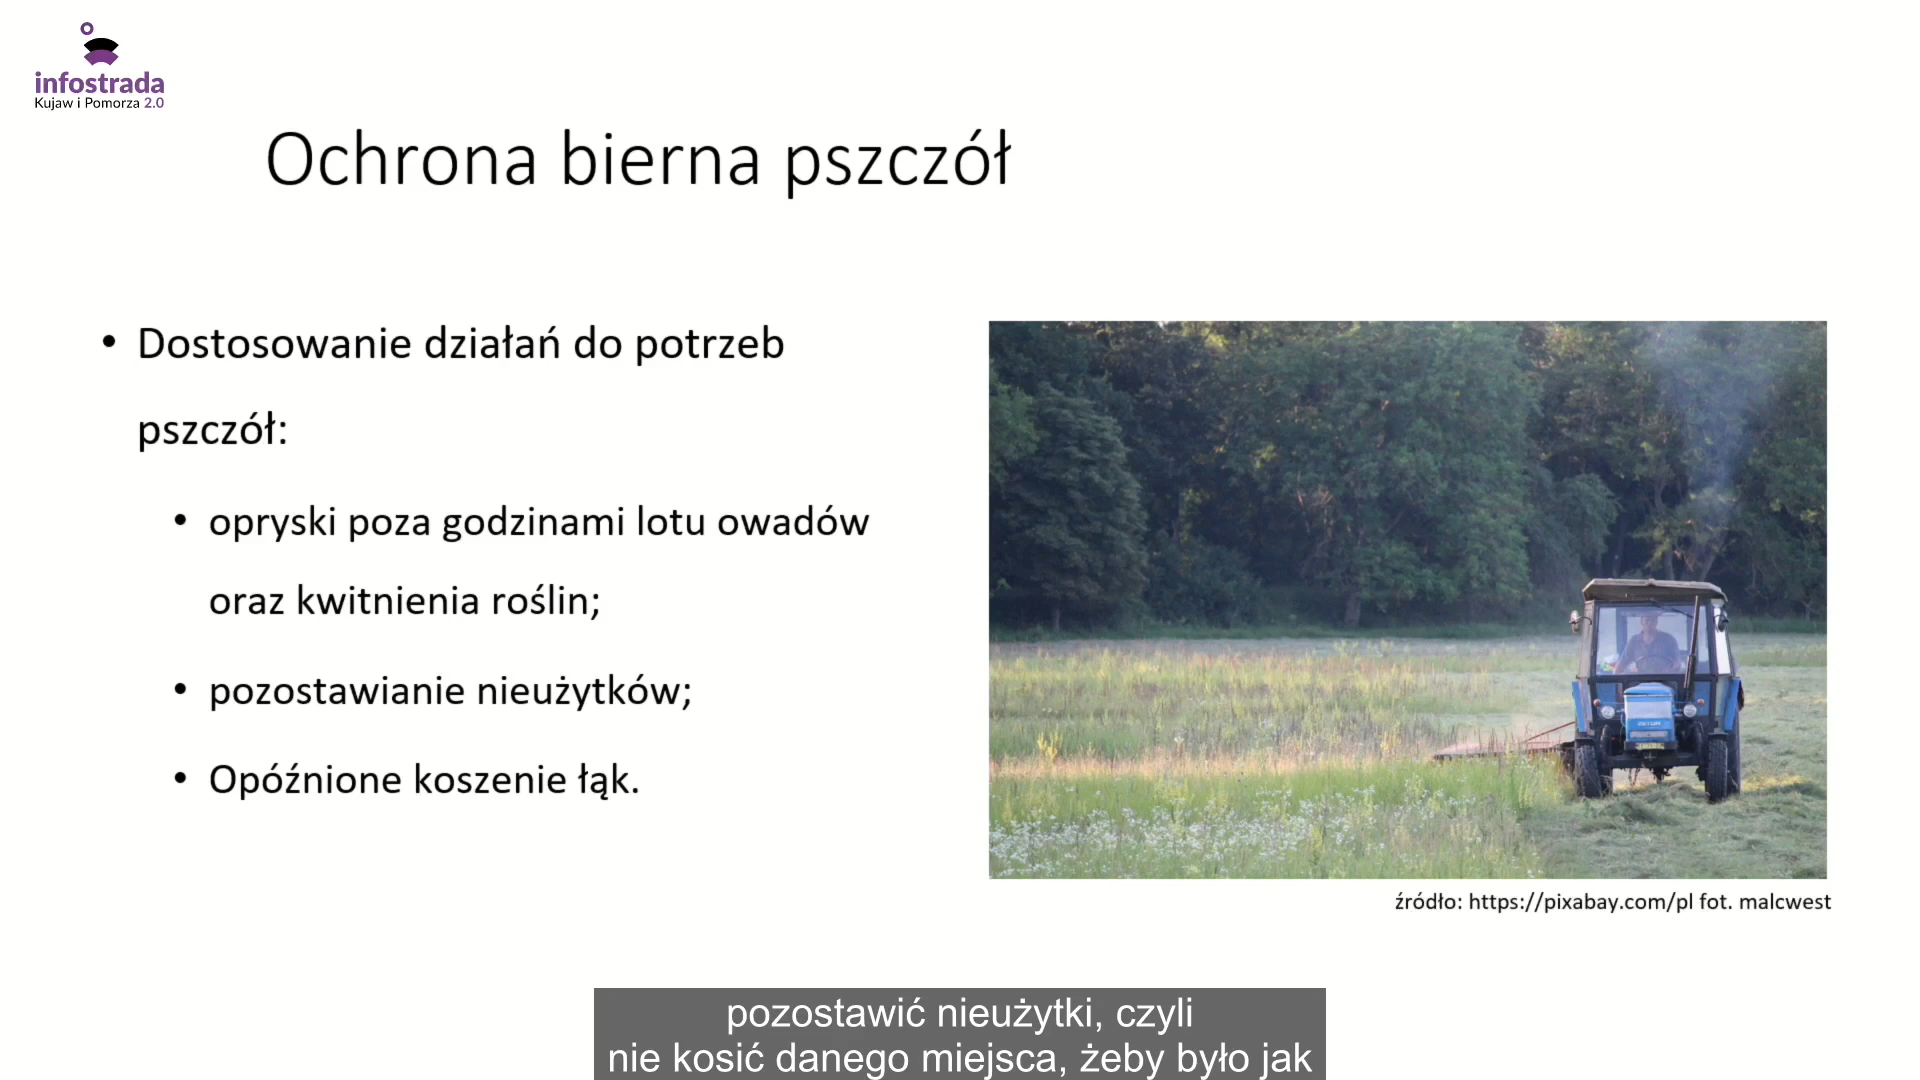 infostrada
Kujaw i Pomorza 2.0
Ochrona bierna pszczół
• Dostosowanie działań do potrzeb
pszczół:
• opryski poza godzinami lotu owadów
oraz kwitnienia roślin;
• pozostawianie nieużytków;
• Opóźnione koszenie łąk.
źródło: https://pixabay.com/pl fot. malcwest
pozostawić nieużytki, czyli
nie kosić danego miejsca, żeby było jak